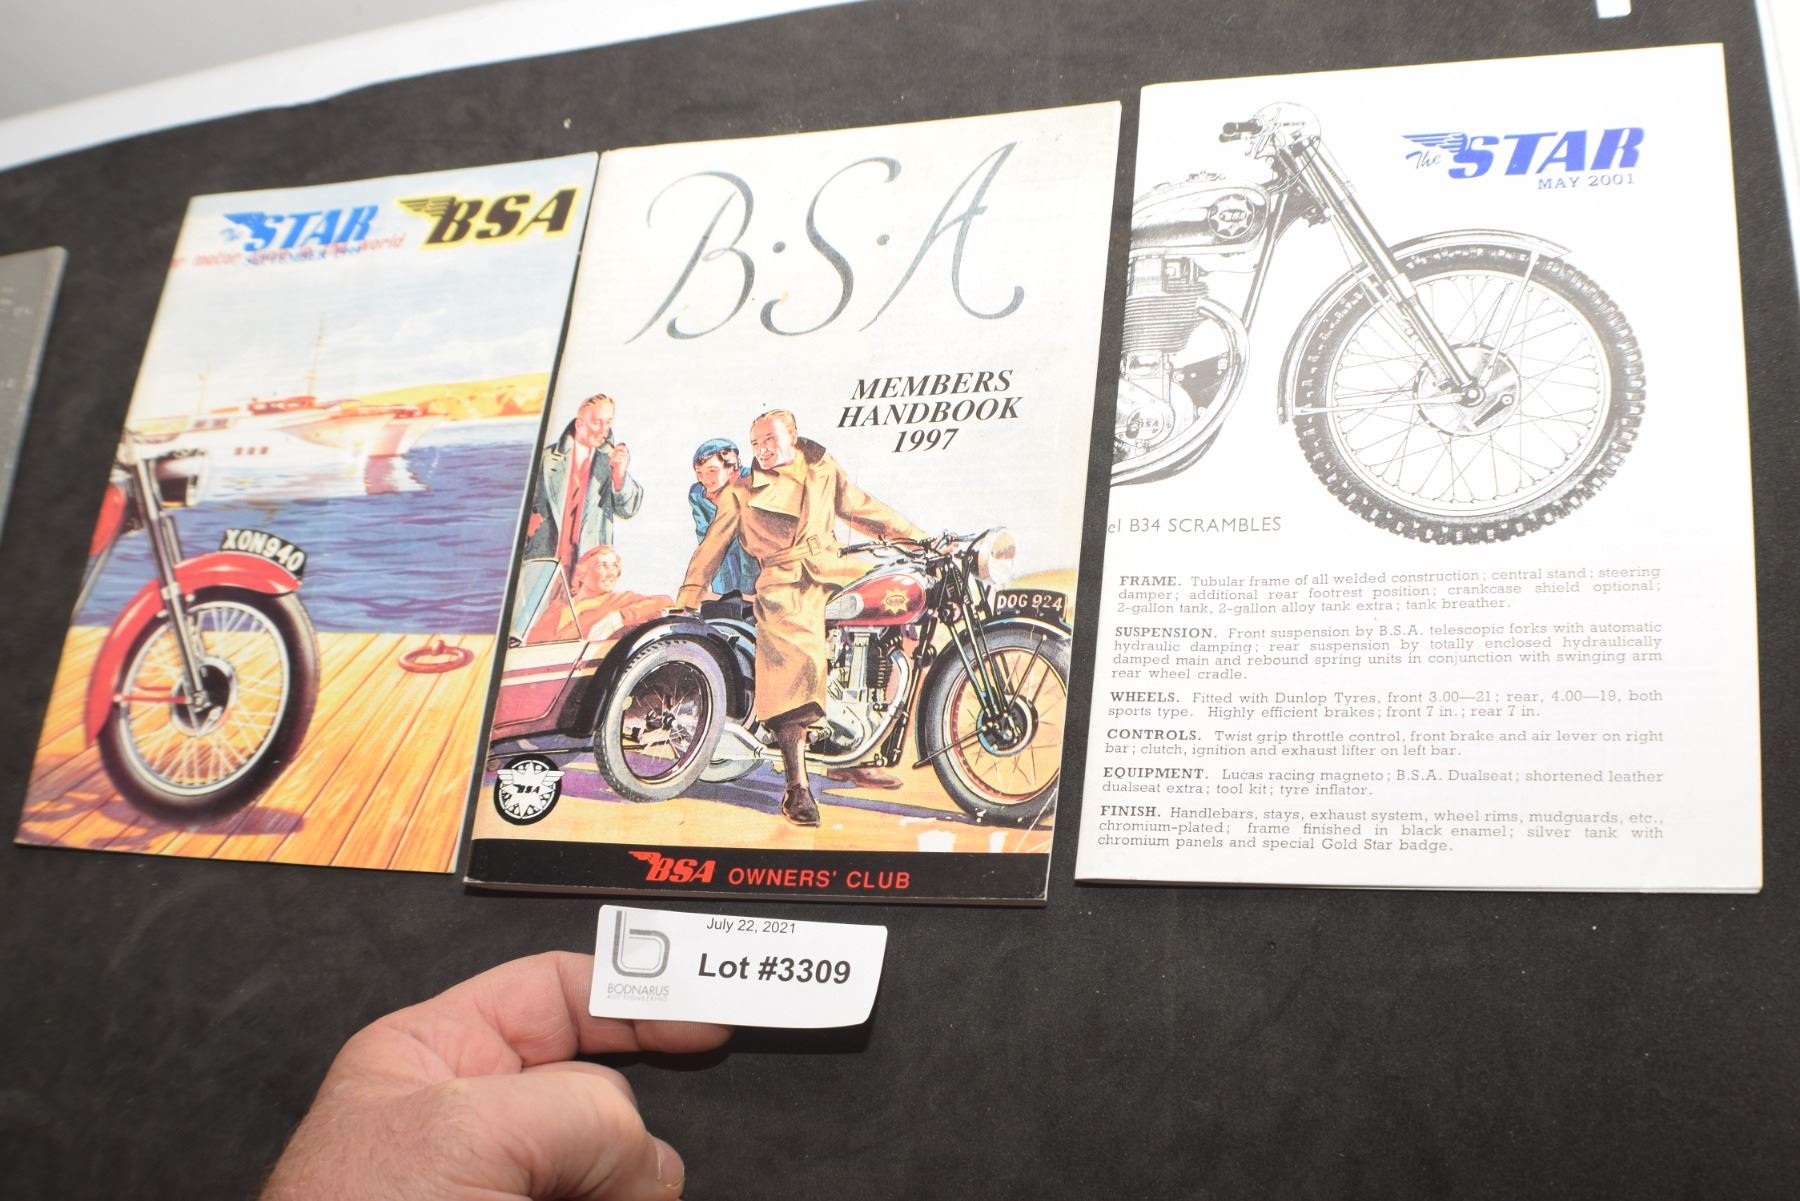 The STAR
BSA
SEPTEMBER
XON940
B·S·A
MEMBERS
HANDBOOK
1997
DOG 924
BSA
BSA OWNERS' CLUB
The STAR
MAY 2001
BSA
BSA
el B34 SCRAMBLES
FRAME. Tubular frame of all welded construction; central stand; steering
damper; additional rear footrest position; crankcase shield optional;
2-gallon tank, 2-gallon alloy tank extra; tank breather.
SUSPENSION. Front suspension by B.S.A. telescopic forks with automatic
hydraulic damping; rear suspension by totally enclosed hydraulically
damped main and rebound spring units in conjunction with swinging arm
rear wheel cradle.
WHEELS. Fitted with Dunlop Tyres, front 3.00—21; rear, 4.00—19, both
sports type. Highly efficient brakes; front 7 in.; rear 7 in.
CONTROLS. Twist grip throttle control, front brake and air lever on right
bar; clutch, ignition and exhaust lifter on left bar.
EQUIPMENT. Lucas racing magneto; B.S.A. Dualseat; shortened leather
dualseat extra; tool kit; tyre inflator.
FINISH. Handlebars, stays, exhaust system, wheel rims, mudguards, etc.,
chromium-plated; frame finished in black enamel; silver tank with
chromium panels and special Gold Star badge.
July 22, 2021
Lot #3309
BODNARUS
AUCTIONEERING